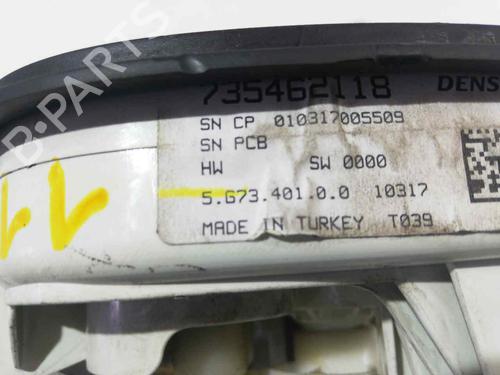 735462118 DENS
SN CP 010317005509
SN PCB
HW SW 0000
5.G73.401.0.0 10317
MADE IN TURKEY T039
B-PARTS